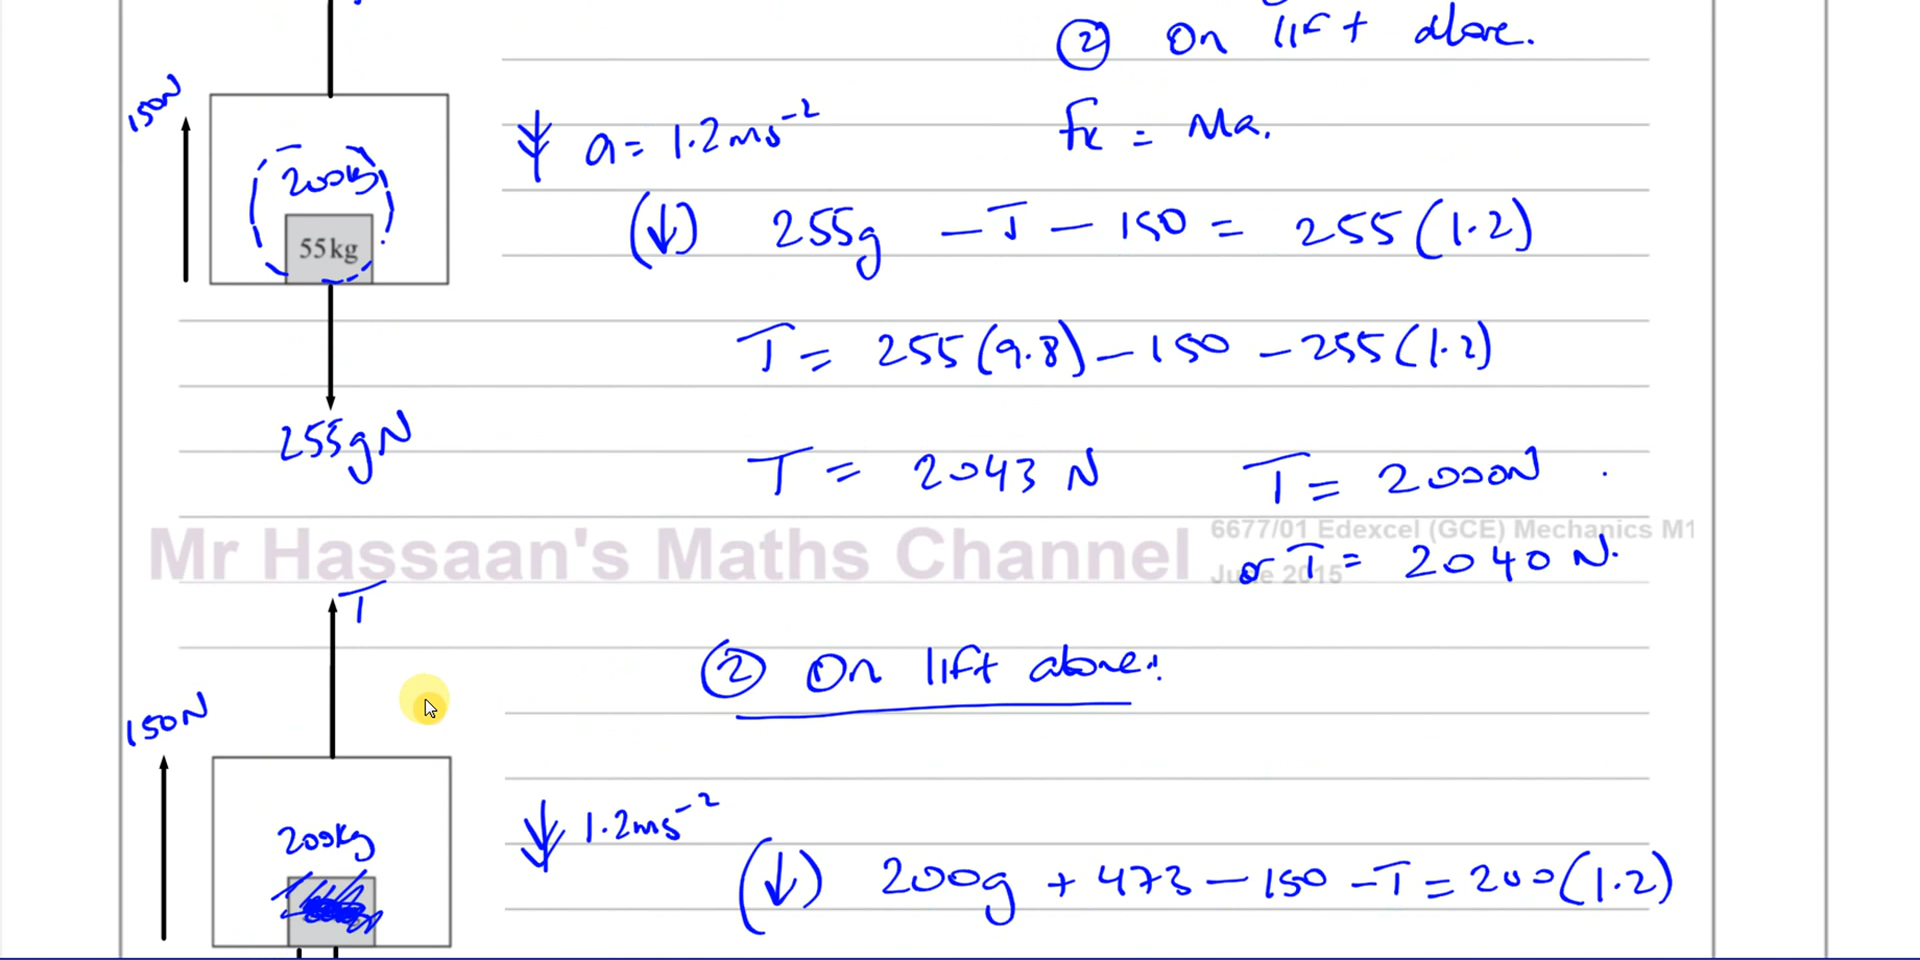 ② On lift alone.
150N
a = 1.2ms⁻²
Fᵣ = Ma.
200kg
55kg
(↓) 255g - T - 150 = 255(1.2)
T = 255(9.8) - 150 - 255(1.2)
255gN
T = 2043 N
T = 2000N.
Mr Hassaan's Maths Channel
6677/01 Edexcel (GCE) Mechanics M1
June 2015
or T = 2040 N.
T
② On lift alone:
150N
1.2ms⁻²
200kg
(↓) 200g + 473 - 150 - T = 200(1.2)